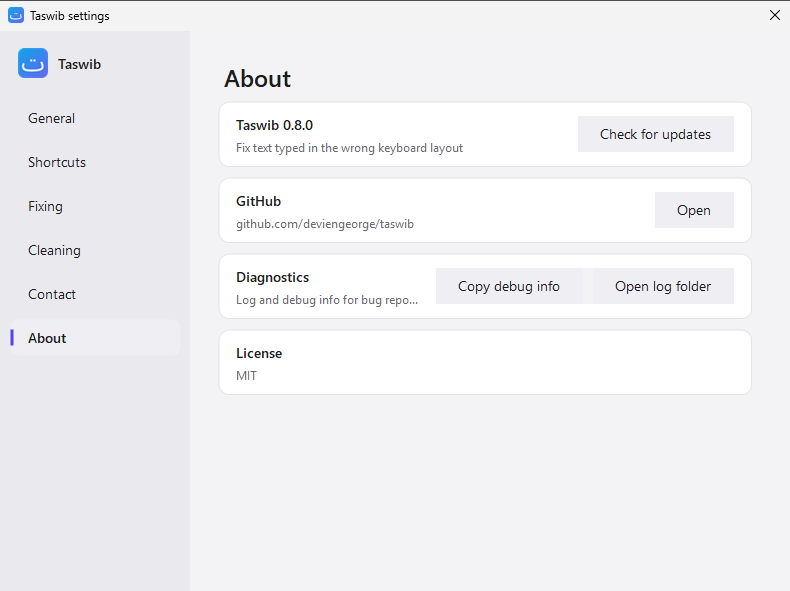 Taswib settings
Taswib
General
Shortcuts
Fixing
Cleaning
Contact
About
About
Taswib 0.8.0
Fix text typed in the wrong keyboard layout
Check for updates
GitHub
github.com/deviengeorge/taswib
Open
Diagnostics
Log and debug info for bug repo...
Copy debug info
Open log folder
License
MIT